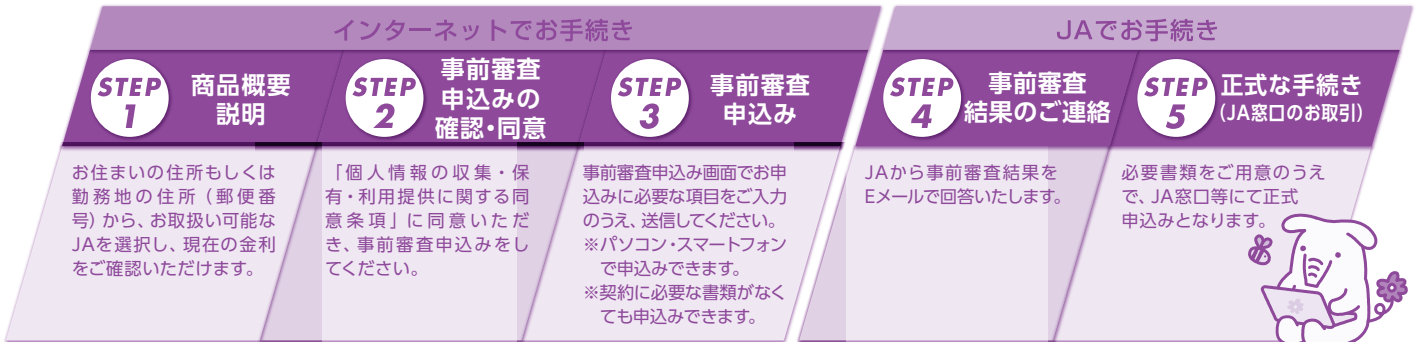 インターネットでお手続き
STEP
1
商品概要
説明
お住まいの住所もしくは
勤務地の住所（郵便番
号）から、お取扱い可能な
JAを選択し、現在の金利
をご確認いただけます。
STEP
2
事前審査
申込みの
確認・同意
「個人情報の収集・保
有・利用提供に関する同
意条項」に同意いただ
き、事前審査申込みをし
てください。
STEP
3
事前審査
申込み
事前審査申込み画面でお申
込みに必要な項目をご入力
のうえ、送信してください。
※パソコン・スマートフォン
で申込みできます。
※契約に必要な書類がなく
ても申込みできます。
JAでお手続き
STEP
4
事前審査
結果のご連絡
JAから事前審査結果を
Eメールで回答いたします。
STEP
5
正式な手続き
（JA窓口のお取引）
必要書類をご用意のうえ
で、JA窓口等にて正式
申込みとなります。